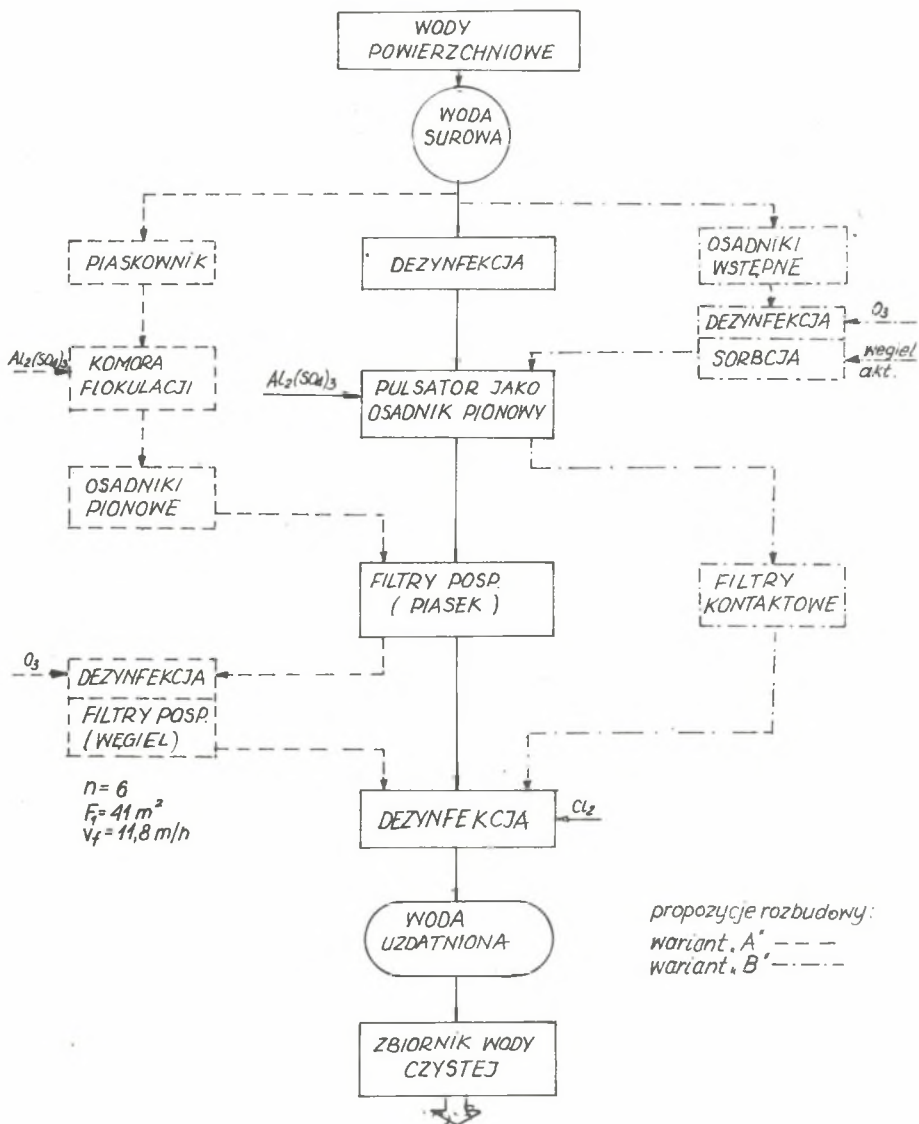 WODY
POWIERZCHNIOWE
WODA
SUROWA
PIASKOWNIK
DEZYNFEKCJA
OSADNIKI
WSTĘPNE
DEZYNFEKCJA
O₃
SORBCJA
węgiel
akt.
Al₂(SO₄)₃
KOMORA
FLOKULACJI
Al₂(SO₄)₃
PULSATOR JAKO
OSADNIK PIONOWY
OSADNIKI
PIONOWE
FILTRY POSP.
( PIASEK )
FILTRY
KONTAKTOWE
O₃
DEZYNFEKCJA
FILTRY POSP.
(WĘGIEL)
n = 6
F₁ = 41 m²
v_f = 11,8 m/h
DEZYNFEKCJA
Cl₂
WODA
UZDATNIONA
propozycje rozbudowy:
wariant „A”
wariant „B”
ZBIORNIK WODY
CZYSTEJ